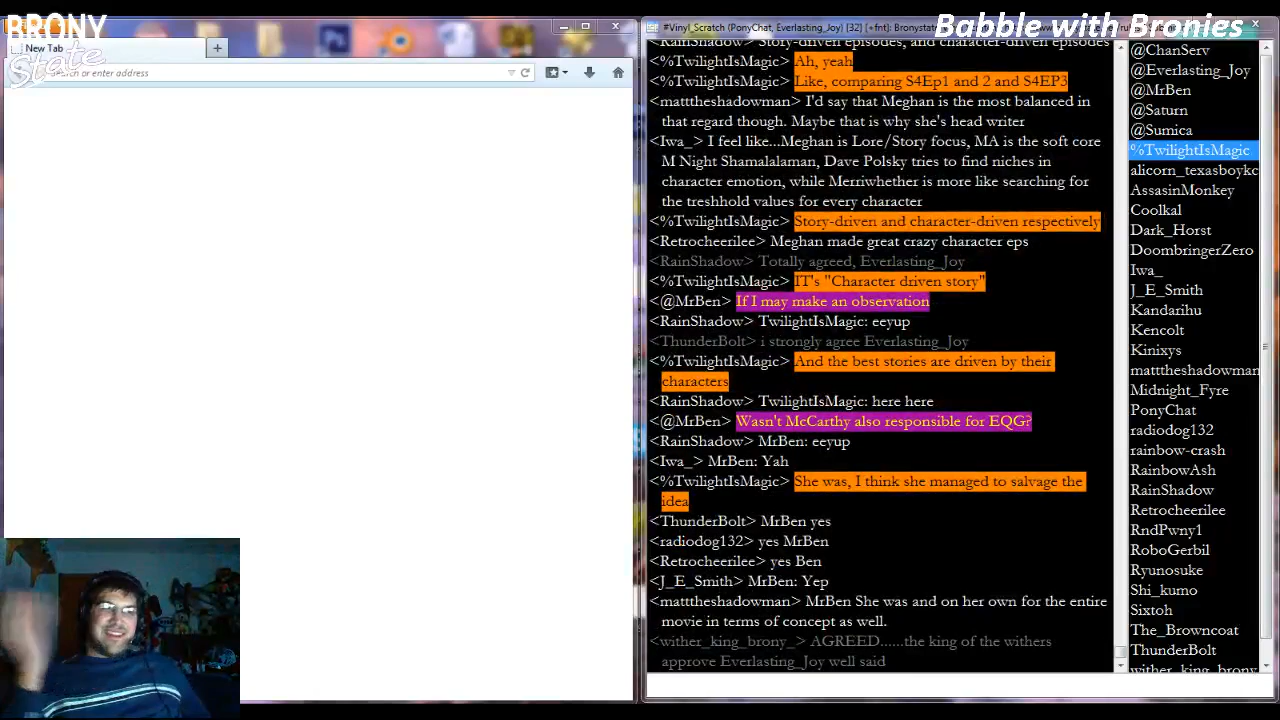 BRONY
State
New Tab
or enter address
#Vinyl_Scratch (PonyChat, Everlasting_Joy) [32] [+fnt] Bronystate
Babble with Bronies
<RainShadow> Story-driven episodes, and character-driven episodes
<%TwilightIsMagic> Ah, yeah
<%TwilightIsMagic> Like, comparing S4Ep1 and 2 and S4EP3
<matttheshadowman> I'd say that Meghan is the most balanced in
that regard though. Maybe that is why she's head writer
<Iwa_> I feel like...Meghan is Lore/Story focus, MA is the soft core
M Night Shamalalaman, Dave Polsky tries to find niches in
character emotion, while Merriwhether is more like searching for
the treshhold values for every character
<%TwilightIsMagic> Story-driven and character-driven respectively
<Retrocheerilee> Meghan made great crazy character eps
<RainShadow> Totally agreed, Everlasting_Joy
<%TwilightIsMagic> IT's "Character driven story"
<@MrBen> If I may make an observation
<RainShadow> TwilightIsMagic: eeyup
<ThunderBolt> i strongly agree Everlasting_Joy
<%TwilightIsMagic> And the best stories are driven by their
characters
<RainShadow> TwilightIsMagic: here here
<@MrBen> Wasn't McCarthy also responsible for EQG?
<RainShadow> MrBen: eeyup
<Iwa_> MrBen: Yah
<%TwilightIsMagic> She was, I think she managed to salvage the
idea
<ThunderBolt> MrBen yes
<radiodog132> yes MrBen
<Retrocheerilee> yes Ben
<J_E_Smith> MrBen: Yep
<matttheshadowman> MrBen She was and on her own for the entire
movie in terms of concept as well.
<wither_king_brony_> AGREED......the king of the withers
approve Everlasting_Joy well said
@ChanServ
@Everlasting_Joy
@MrBen
@Saturn
@Sumica
%TwilightIsMagic
alicorn_texasboykc
AssasinMonkey
Coolkal
Dark_Horst
DoombringerZero
Iwa_
J_E_Smith
Kandarihu
Kencolt
Kinixys
matttheshadowman
Midnight_Fyre
PonyChat
radiodog132
rainbow-crash
RainbowAsh
RainShadow
Retrocheerilee
RndPwny1
RoboGerbil
Ryunosuke
Shi_kumo
Sixtoh
The_Browncoat
ThunderBolt
wither_king_brony